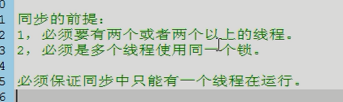 同步的前提:
1，必须要有两个或者两个以上的线程。
2，必须是多个线程使用同一个锁。
必须保证同步中只能有一个线程在运行。